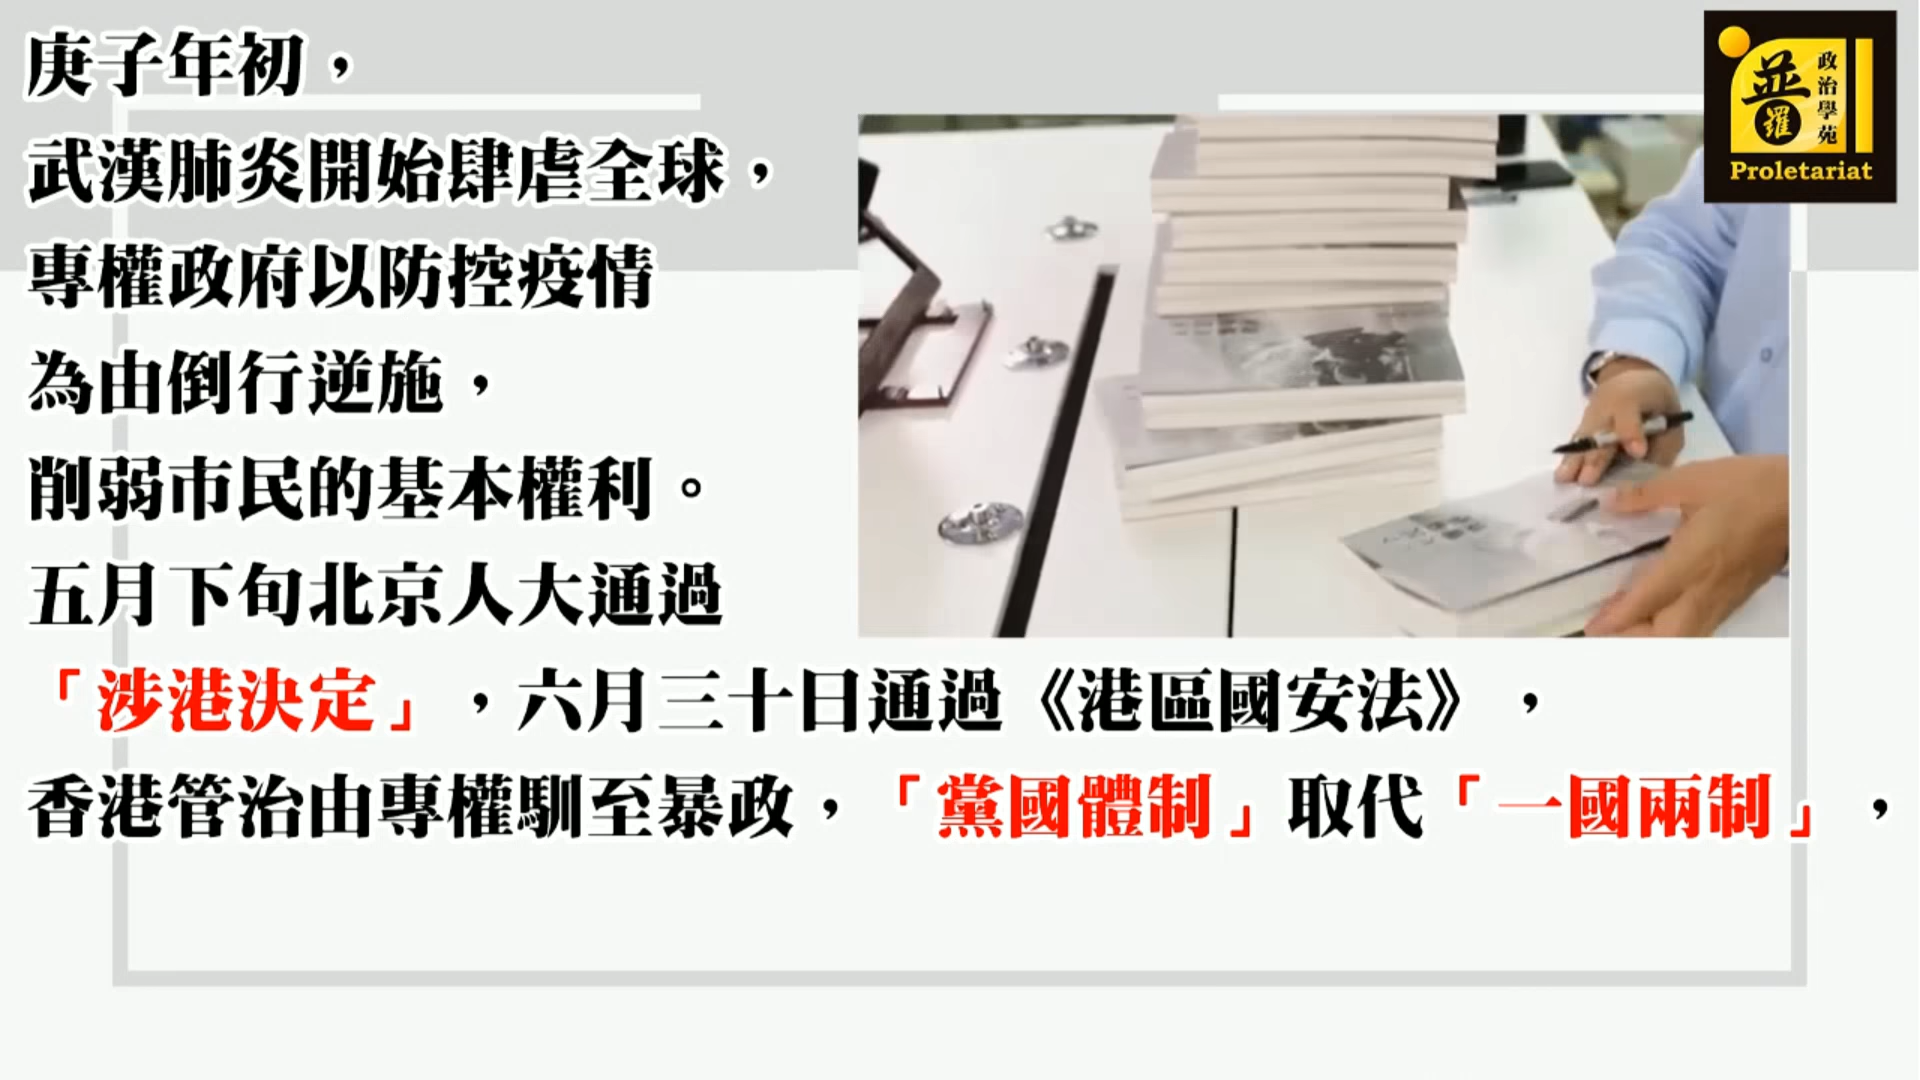 庚子年初，
武漢肺炎開始肆虐全球，
專權政府以防控疫情
為由倒行逆施，
削弱市民的基本權利。
五月下旬北京人大通過
「涉港決定」，六月三十日通過《港區國安法》，
香港管治由專權馴至暴政，「黨國體制」取代「一國兩制」，
普羅
政治學苑
Proletariat